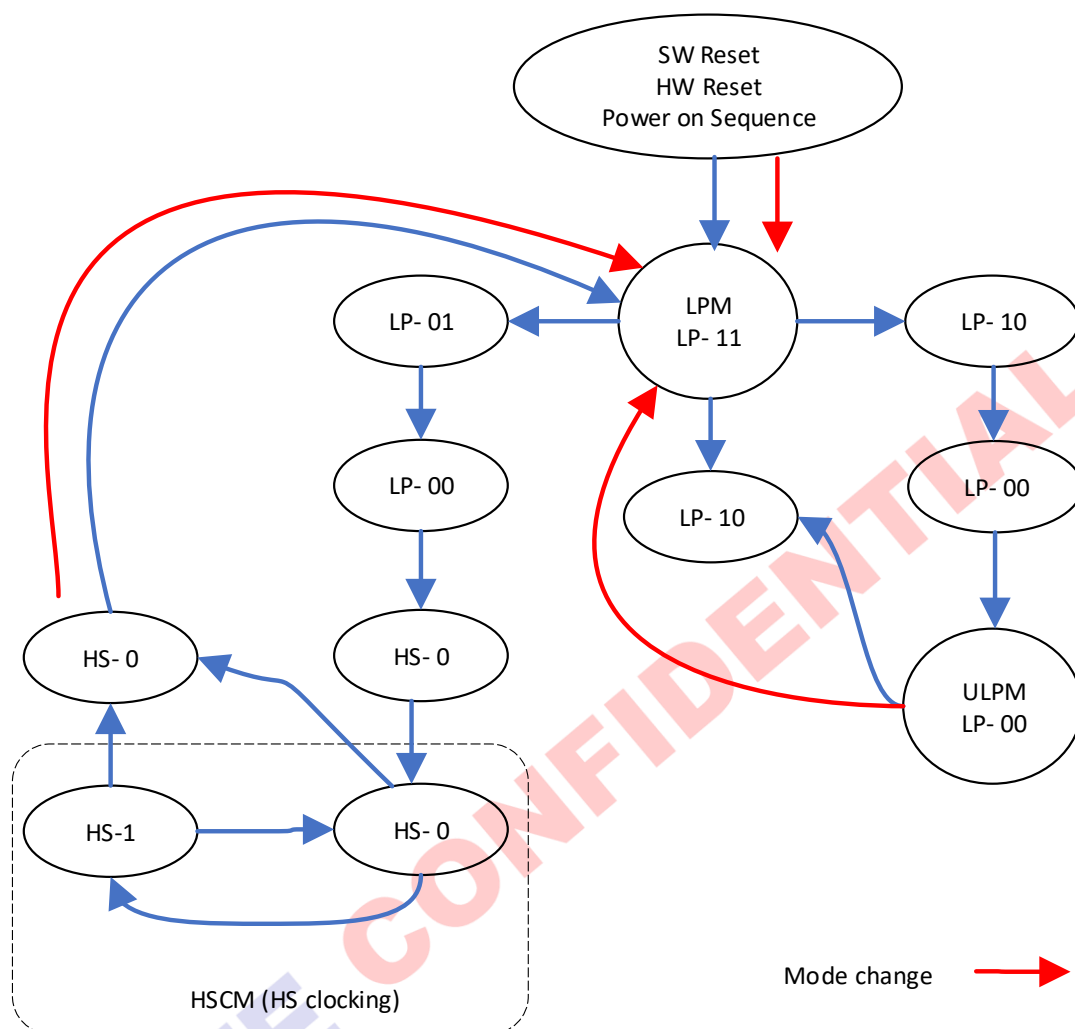 SW Reset
HW Reset
Power on Sequence
LPM
LP- 11
LP- 01
LP- 10
LP- 00
LP- 10
LP- 00
HS- 0
HS- 0
ULPM
LP- 00
HS-1
HS- 0
HSCM (HS clocking)
Mode change
CONFIDENTIAL